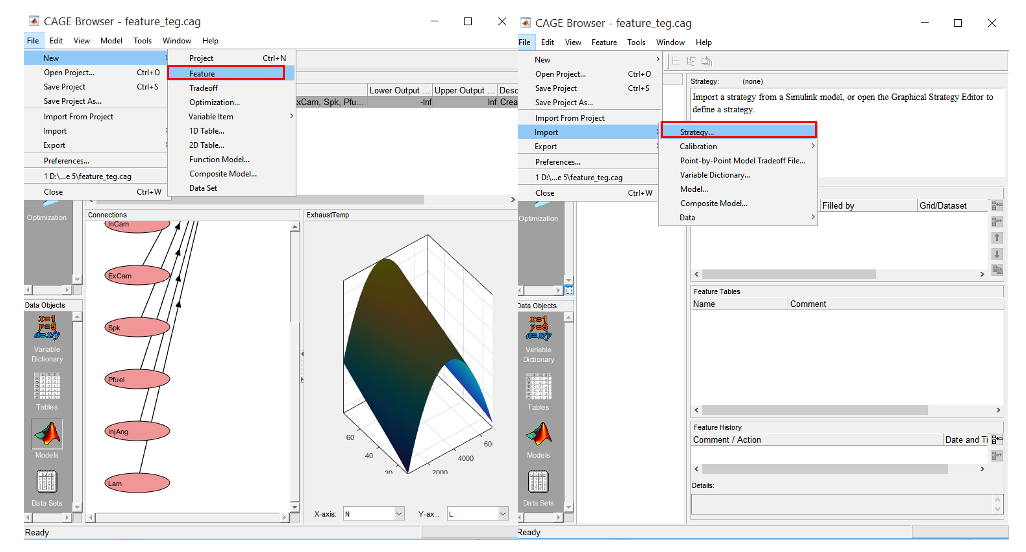 CAGE Browser - feature_teg.cag
File Edit View Model Tools Window Help
New
Open Project... Ctrl+O
Save Project Ctrl+S
Save Project As...
Import From Project
Import
Export
Preferences...
1 D:\...e 5\feature_teg.cag
Close Ctrl+W
Project Ctrl+N
Feature
Tradeoff
Optimization...
Variable Item
1D Table...
2D Table...
Function Model...
Composite Model...
Data Set
Lower Output ... Upper Output ... Desc
xCam, Spk, Pfu... -Inf Inf Crea
Optimization
Data Objects
x=1
y=5
d=x/y
Variable
Dictionary
Tables
Models
Data Sets
Connections
InCam
ExCam
Spk
Pfuel
InjAng
Lam
ExhaustTemp
60
40
20
2000
4000
60
X-axis: N Y-ax... L
Ready
CAGE Browser - feature_teg.cag
File Edit View Feature Tools Window Help
New
Open Project... Ctrl+O
Save Project Ctrl+S
Save Project As...
Import From Project
Import
Export
Preferences...
1 D:\...e 5\feature_teg.cag
Close Ctrl+W
Strategy...
Calibration
Point-by-Point Model Tradeoff File...
Variable Dictionary...
Model...
Composite Model...
Data
Strategy: (none)
Import a strategy from a Simulink model, or open the Graphical Strategy Editor to
define a strategy.
Filled by Grid/Dataset
Feature Tables
Name Comment
Feature History
Comment / Action Date and Ti
Details:
Optimization
Data Objects
x=1
y=5
d=x/y
Variable
Dictionary
Tables
Models
Data Sets
Ready